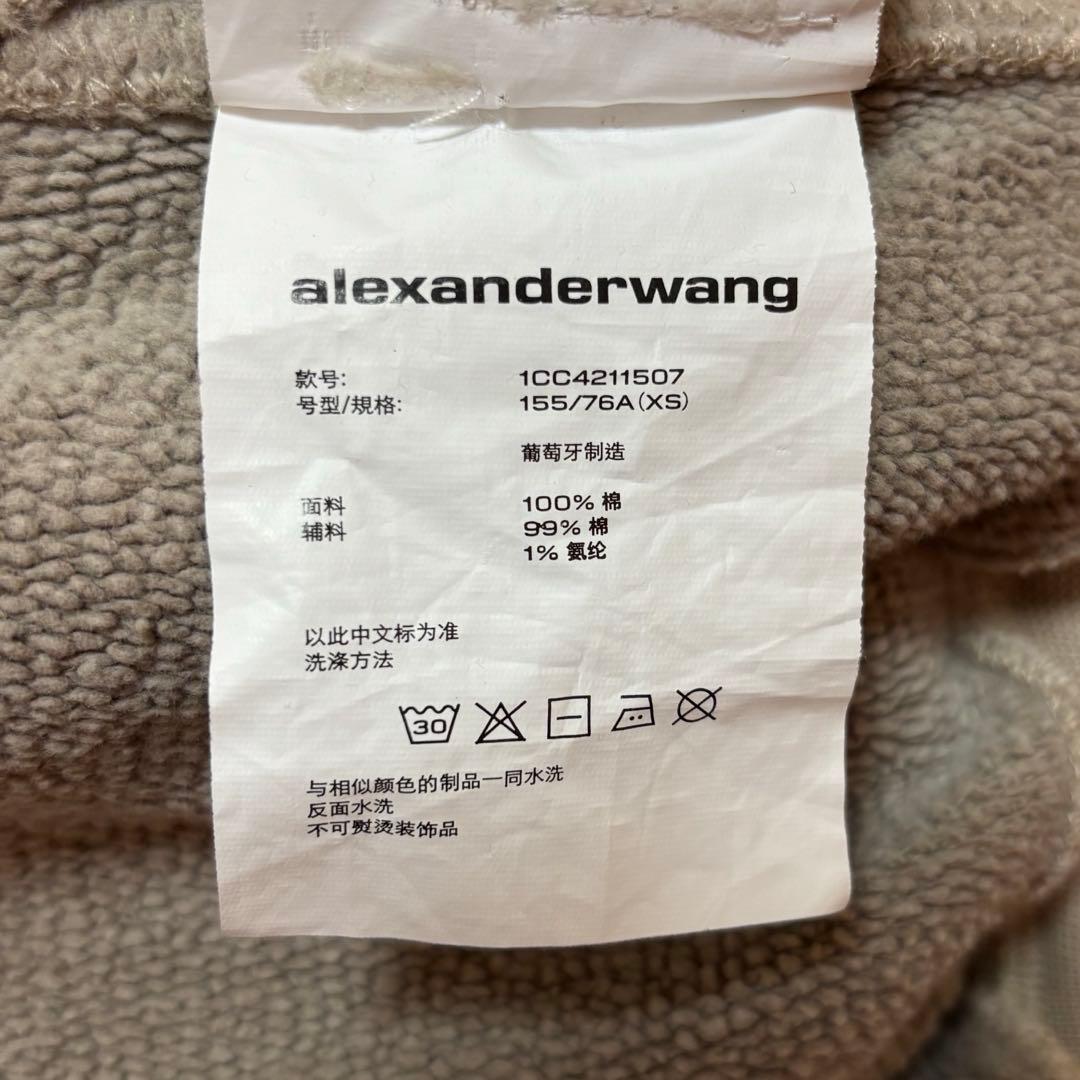 alexanderwang
款号: 1CC4211507
号型/規格: 155/76A(XS)
葡萄牙制造
面料 100% 棉
辅料 99% 棉
1% 氨纶
以此中文标为准
洗涤方法
30
与相似颜色的制品一同水洗
反面水洗
不可熨烫装饰品